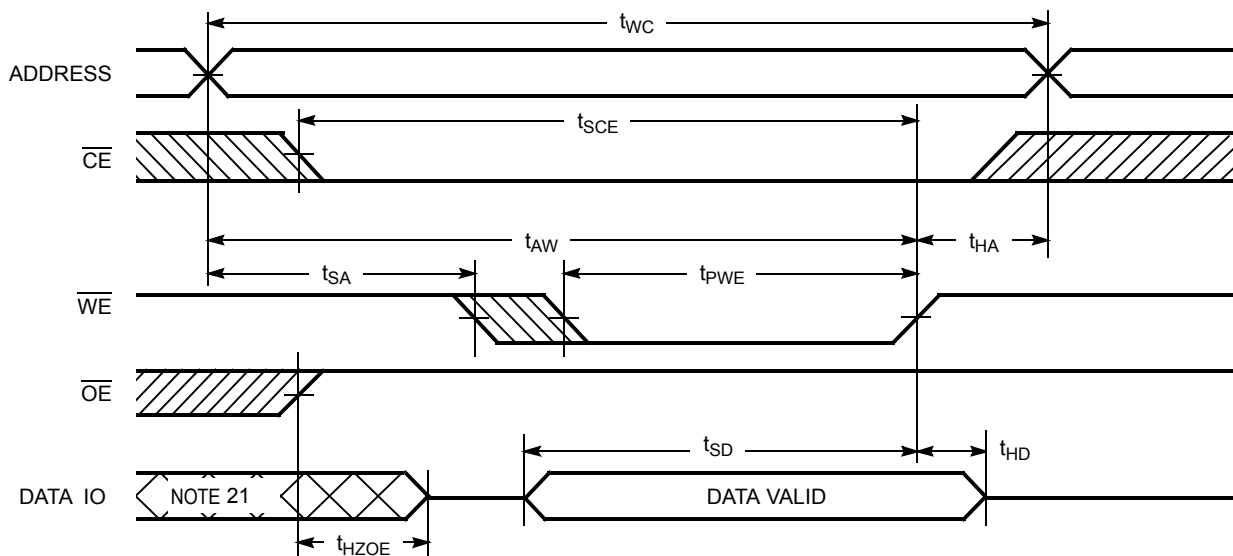 tWC
ADDRESS
tSCE
CE
tAW
tHA
tSA
tPWE
WE
OE
tSD
tHD
DATA IO
NOTE 21
DATA VALID
tHZOE